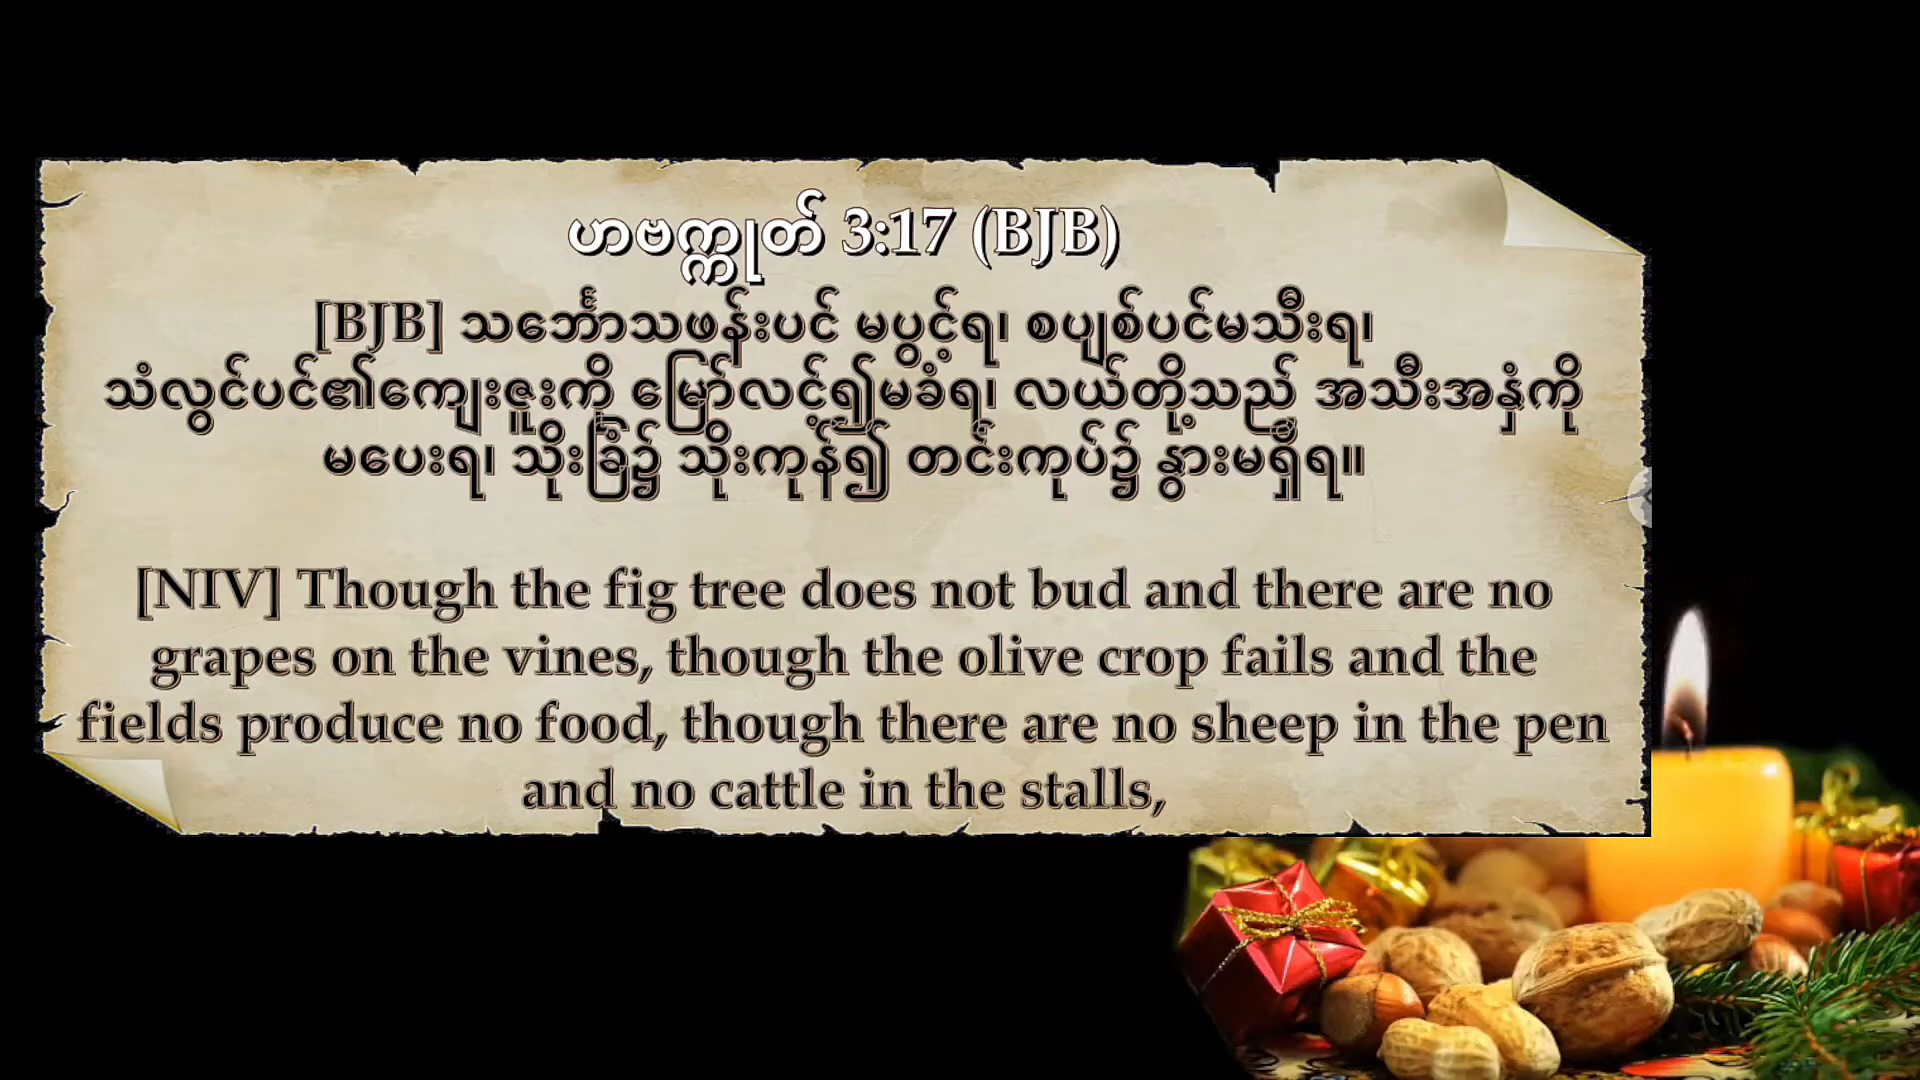 ဟဗက္ကုတ် 3:17 (BJB)
[BJB] သင်္ဘောသဖန်းပင် မပွင့်ရ၊ စပျစ်ပင်မသီးရ၊
သံလွင်ပင်၏ကျေးဇူးကို မြော်လင့်၍မခံရ၊ လယ်တို့သည် အသီးအနှံကို
မပေးရ၊ သိုးခြံ၌ သိုးကုန်၍ တင်းကုပ်၌ နွားမရှိရ။
[NIV] Though the fig tree does not bud and there are no
grapes on the vines, though the olive crop fails and the
fields produce no food, though there are no sheep in the pen
and no cattle in the stalls,